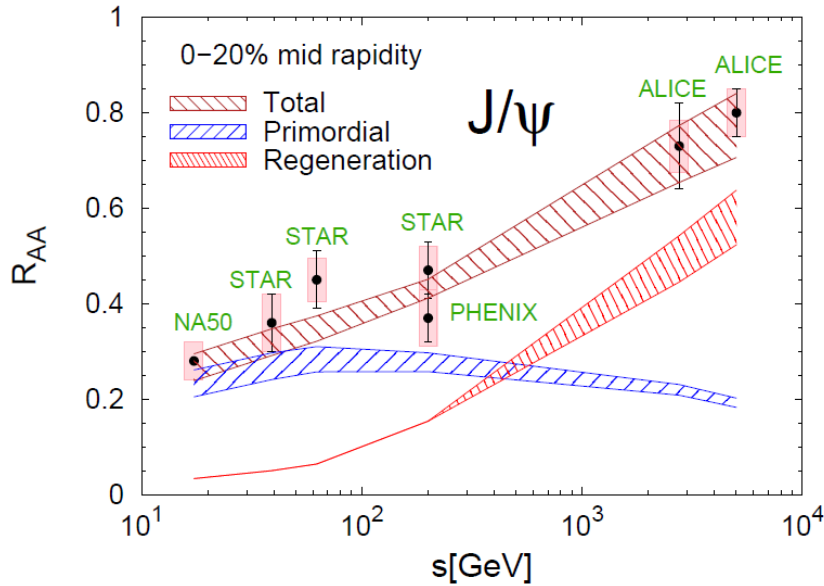 1
0.8
0.6
0.4
0.2
0
R_AA
0−20% mid rapidity
Total
Primordial
Regeneration
J/ψ
ALICE
ALICE
STAR
STAR
STAR
NA50
PHENIX
10^1
10^2
10^3
10^4
s[GeV]